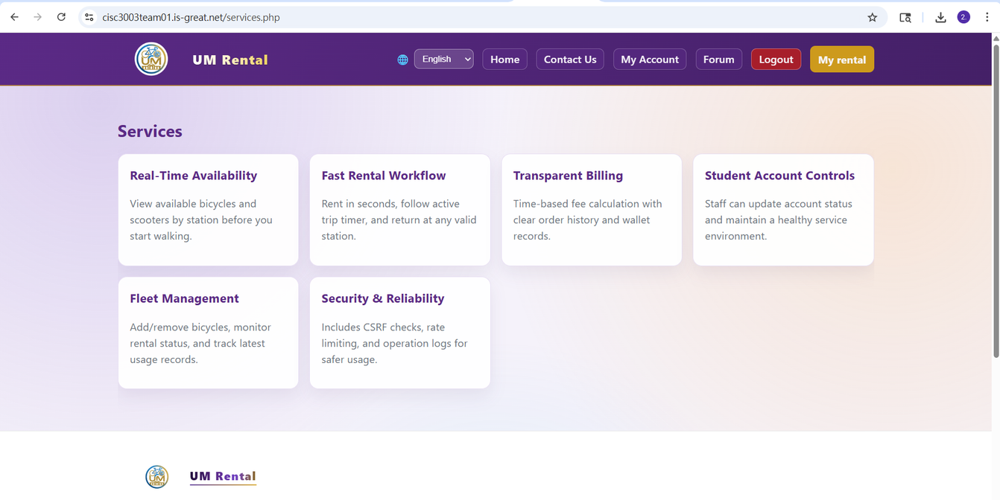 cisc3003team01.is-great.net/services.php
2.
UM
UM Rental
English
Home
Contact Us
My Account
Forum
Logout
My rental
Services
Real-Time Availability
View available bicycles and
scooters by station before you
start walking.
Fast Rental Workflow
Rent in seconds, follow active
trip timer, and return at any valid
station.
Transparent Billing
Time-based fee calculation with
clear order history and wallet
records.
Student Account Controls
Staff can update account status
and maintain a healthy service
environment.
Fleet Management
Add/remove bicycles, monitor
rental status, and track latest
usage records.
Security & Reliability
Includes CSRF checks, rate
limiting, and operation logs for
safer usage.
UM
UM Rental